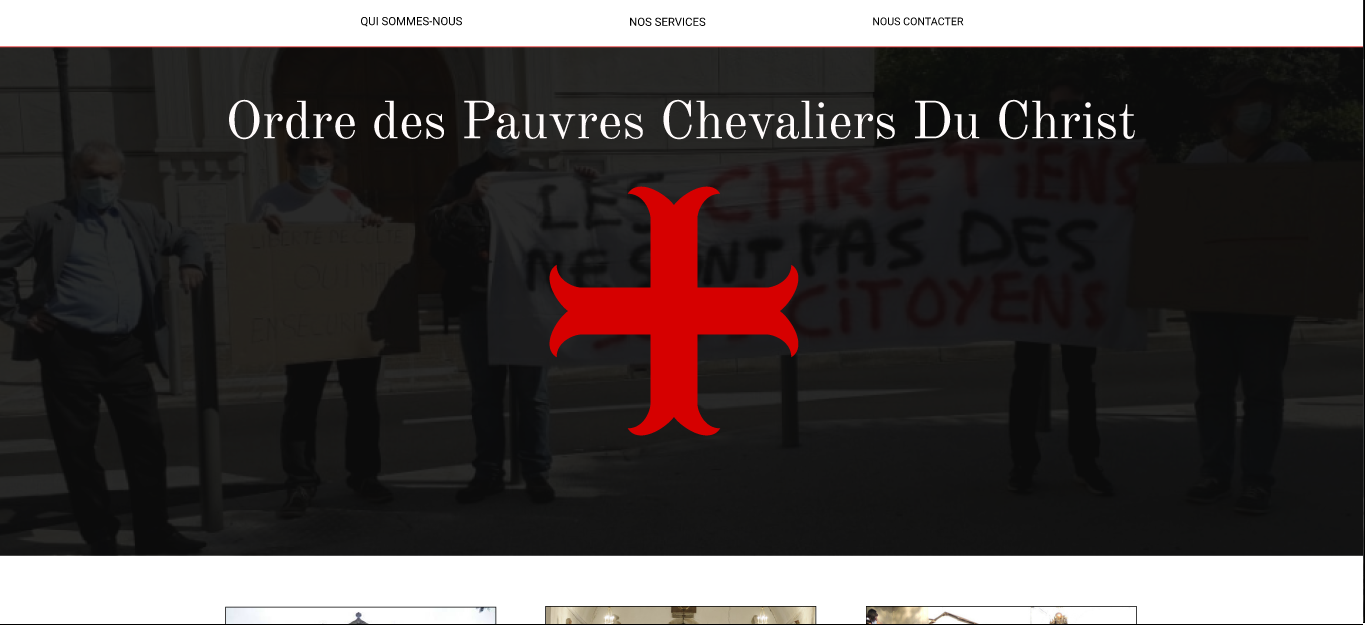 QUI SOMMES-NOUS
NOS SERVICES
NOUS CONTACTER
Ordre des Pauvres Chevaliers Du Christ
LES CHRETiENS
NE SONT PAS DES
CiTOYENS